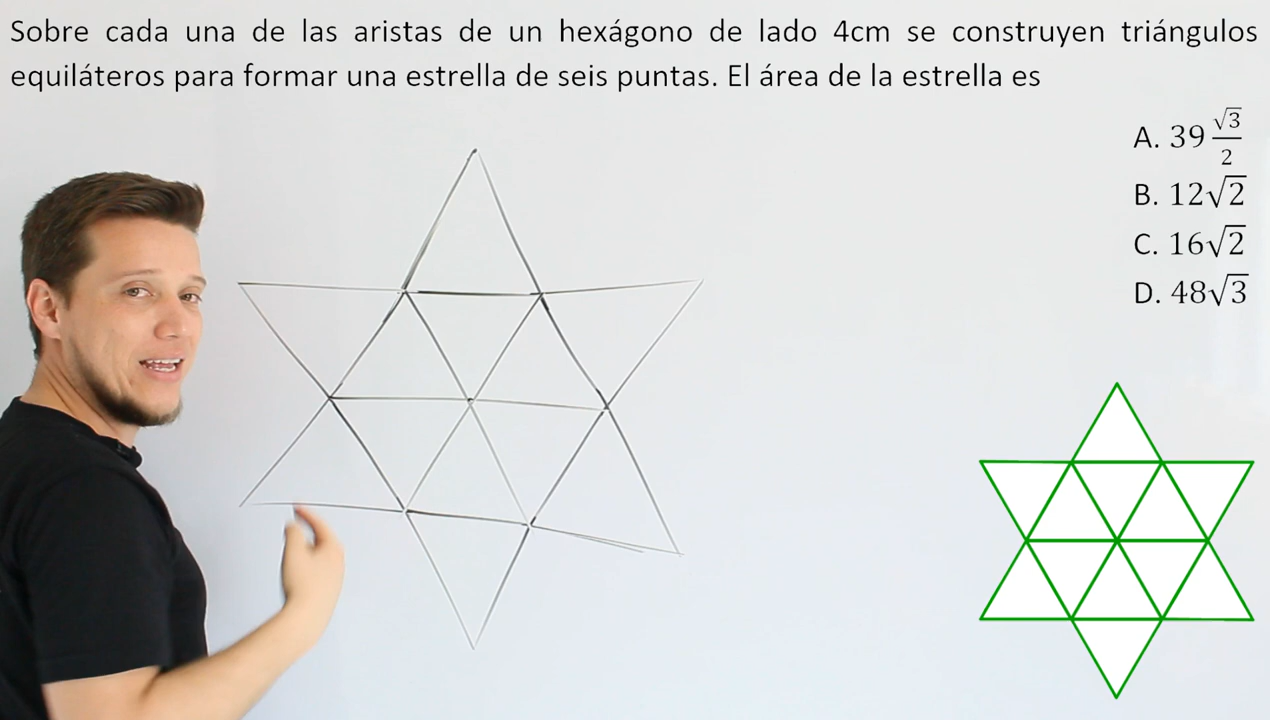 Sobre cada una de las aristas de un hexágono de lado 4cm se construyen triángulos
equiláteros para formar una estrella de seis puntas. El área de la estrella es
A. 39 √3/2
B. 12√2
C. 16√2
D. 48√3